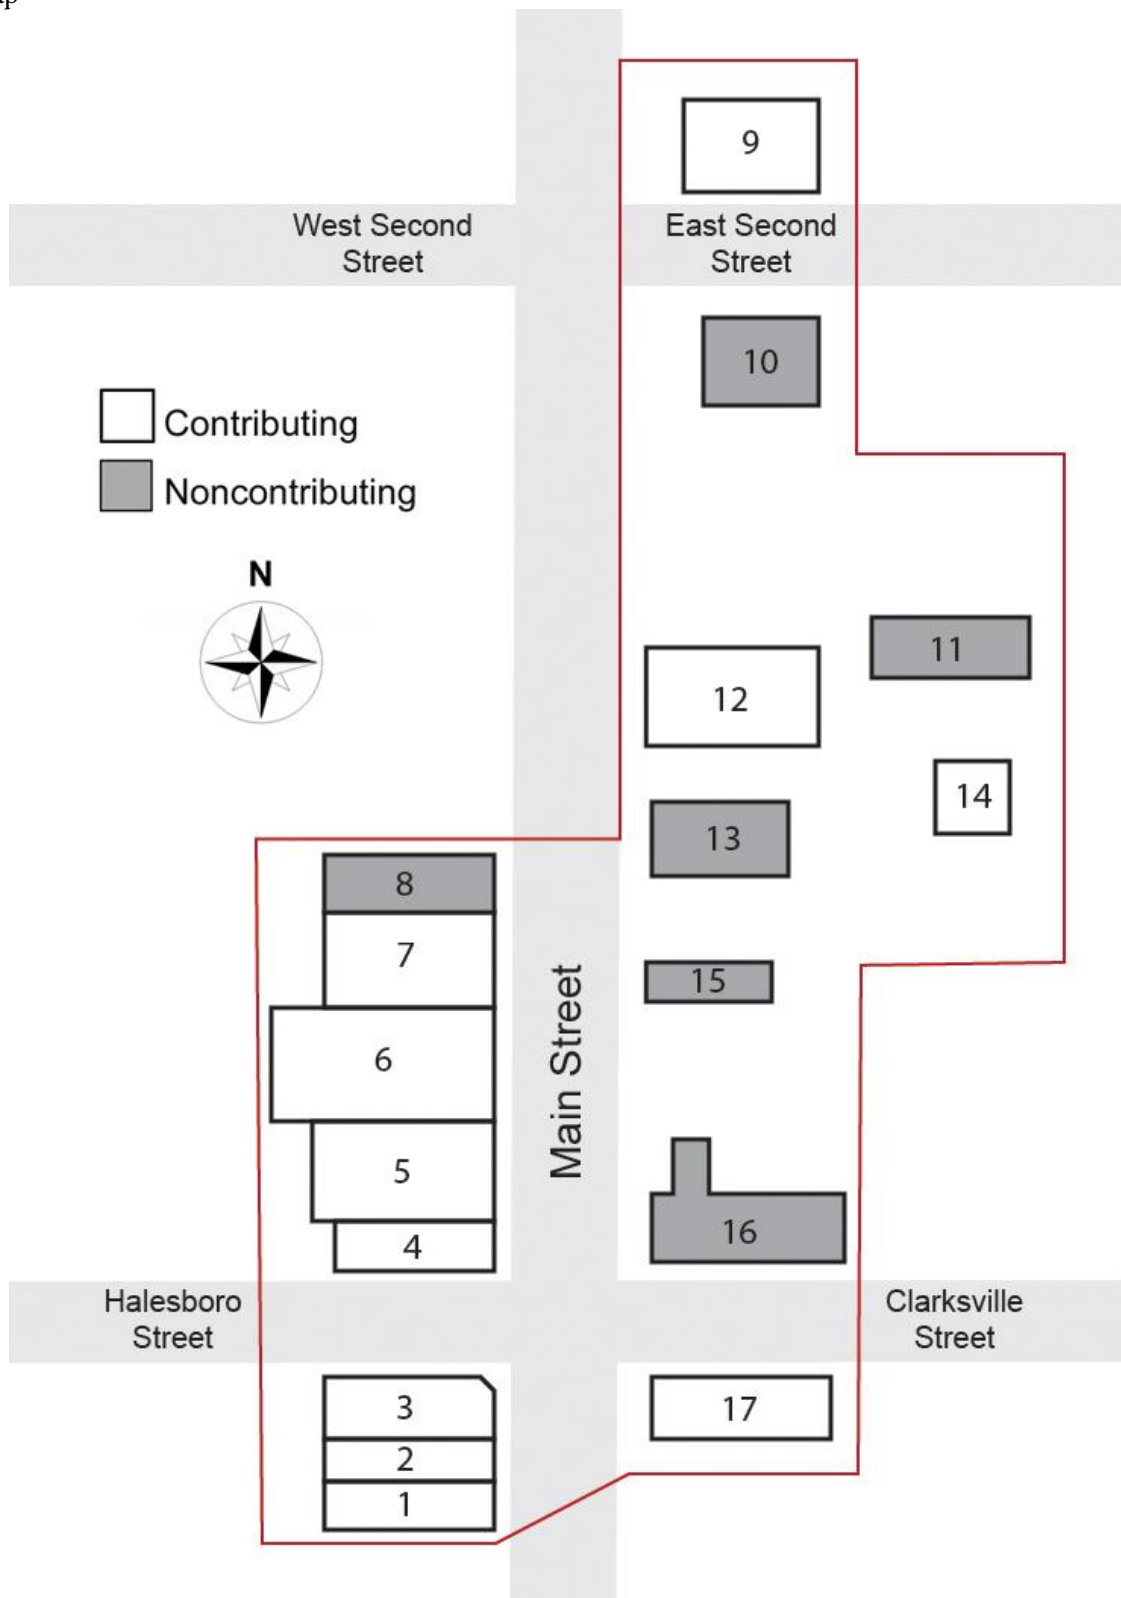 9
West Second
Street
East Second
Street
10
Contributing
Noncontributing
N
11
12
14
13
8
7
15
Main Street
6
5
16
4
Halesboro
Street
Clarksville
Street
3
17
2
1